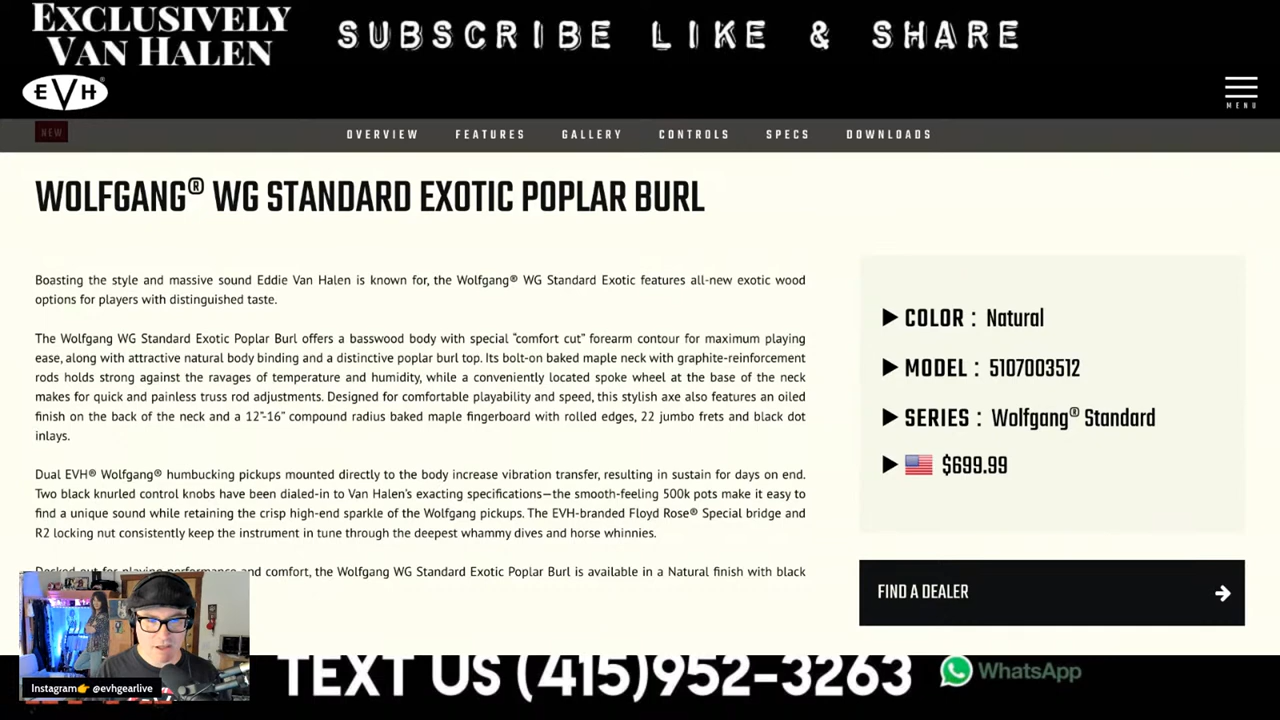 EXCLUSIVELY
VAN HALEN
SUBSCRIBE LIKE & SHARE
EVH®
MENU
NEW
OVERVIEW FEATURES GALLERY CONTROLS SPECS DOWNLOADS
WOLFGANG® WG STANDARD EXOTIC POPLAR BURL
Boasting the style and massive sound Eddie Van Halen is known for, the Wolfgang® WG Standard Exotic features all-new exotic wood
options for players with distinguished taste.
The Wolfgang WG Standard Exotic Poplar Burl offers a basswood body with special “comfort cut” forearm contour for maximum playing
ease, along with attractive natural body binding and a distinctive poplar burl top. Its bolt-on baked maple neck with graphite-reinforcement
rods holds strong against the ravages of temperature and humidity, while a conveniently located spoke wheel at the base of the neck
makes for quick and painless truss rod adjustments. Designed for comfortable playability and speed, this stylish axe also features an oiled
finish on the back of the neck and a 12”-16” compound radius baked maple fingerboard with rolled edges, 22 jumbo frets and black dot
inlays.
Dual EVH® Wolfgang® humbucking pickups mounted directly to the body increase vibration transfer, resulting in sustain for days on end.
Two black knurled control knobs have been dialed-in to Van Halen’s exacting specifications—the smooth-feeling 500k pots make it easy to
find a unique sound while retaining the crisp high-end sparkle of the Wolfgang pickups. The EVH-branded Floyd Rose® Special bridge and
R2 locking nut consistently keep the instrument in tune through the deepest whammy dives and horse whinnies.
Decked out for playing performance and comfort, the Wolfgang WG Standard Exotic Poplar Burl is available in a Natural finish with black
COLOR : Natural
MODEL : 5107003512
SERIES : Wolfgang® Standard
$699.99
FIND A DEALER
Instagram👉 @evhgearlive
TEXT US (415)952-3263
WhatsApp